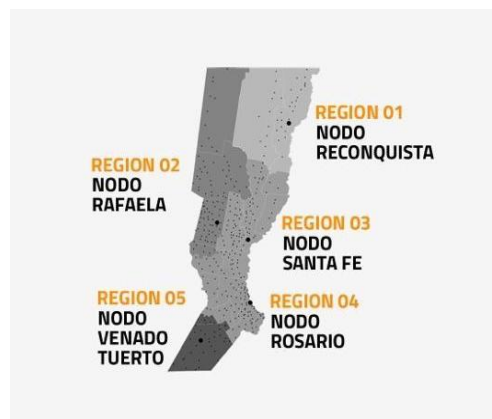 REGION 01
NODO
RECONQUISTA
REGION 02
NODO
RAFAELA
REGION 03
NODO
SANTA FE
REGION 05
NODO
VENADO
TUERTO
REGION 04
NODO
ROSARIO